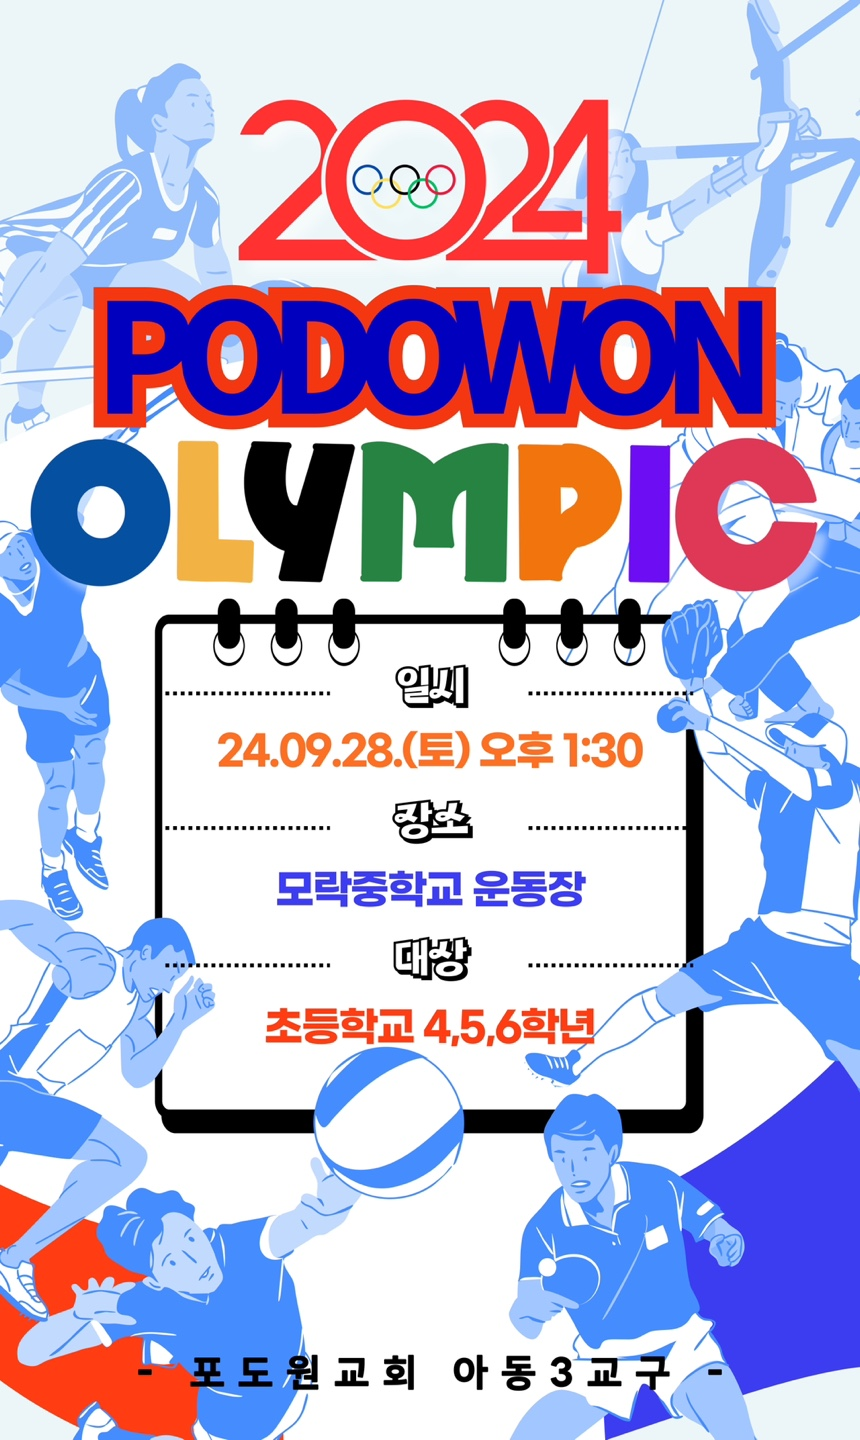 2024
PODOWON
OLYMPIC
일시
24.09.28.(토) 오후 1:30
장소
모락중학교 운동장
대상
초등학교 4,5,6학년
- 포도원교회 아동3교구 -